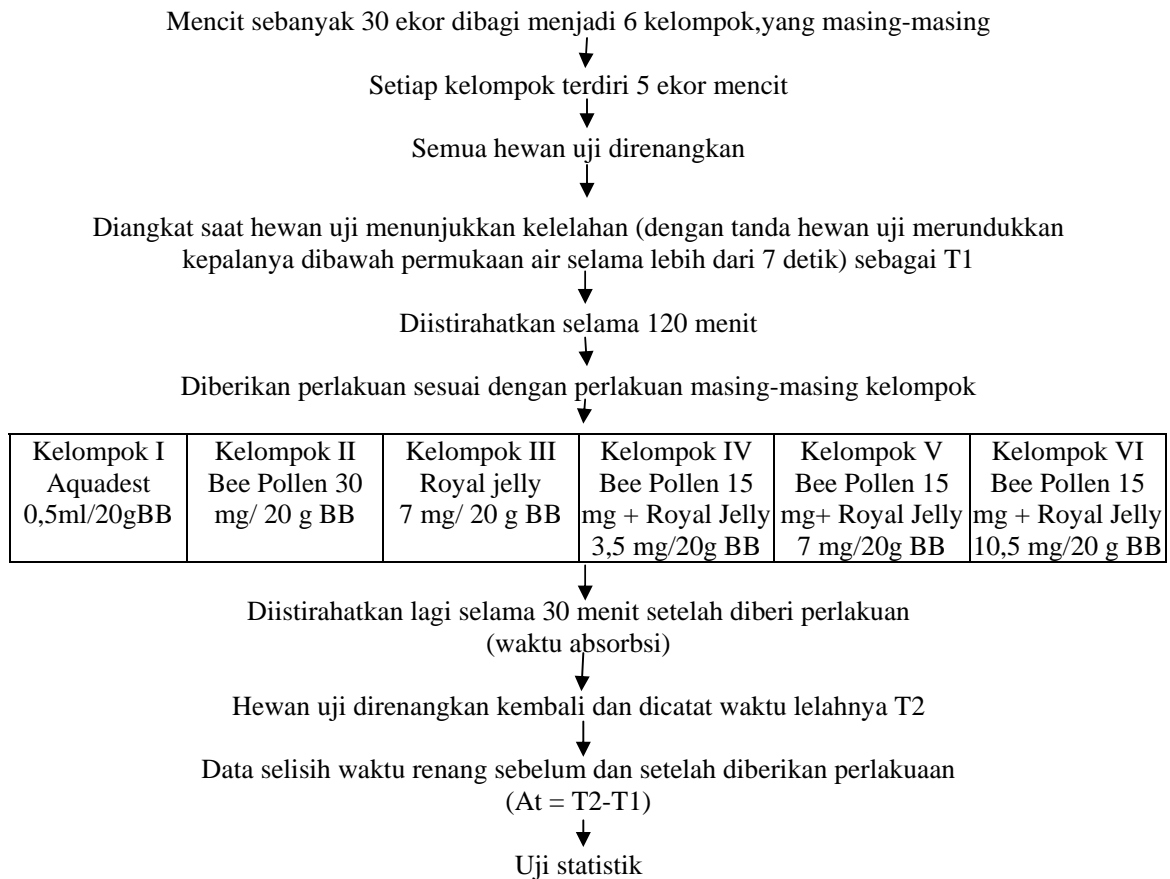 Mencit sebanyak 30 ekor dibagi menjadi 6 kelompok,yang masing-masing
Setiap kelompok terdiri 5 ekor mencit
Semua hewan uji direnangkan
Diangkat saat hewan uji menunjukkan kelelahan (dengan tanda hewan uji merundukkan
kepalanya dibawah permukaan air selama lebih dari 7 detik) sebagai T1
Diistirahatkan selama 120 menit
Diberikan perlakuan sesuai dengan perlakuan masing-masing kelompok
Kelompok I
Aquadest
0,5ml/20gBB
Kelompok II
Bee Pollen 30
mg/ 20 g BB
Kelompok III
Royal jelly
7 mg/ 20 g BB
Kelompok IV
Bee Pollen 15
mg + Royal Jelly
3,5 mg/20g BB
Kelompok V
Bee Pollen 15
mg+ Royal Jelly
7 mg/20g BB
Kelompok VI
Bee Pollen 15
mg + Royal Jelly
10,5 mg/20 g BB
Diistirahatkan lagi selama 30 menit setelah diberi perlakuan
(waktu absorbsi)
Hewan uji direnangkan kembali dan dicatat waktu lelahnya T2
Data selisih waktu renang sebelum dan setelah diberikan perlakuaan
(At = T2-T1)
Uji statistik